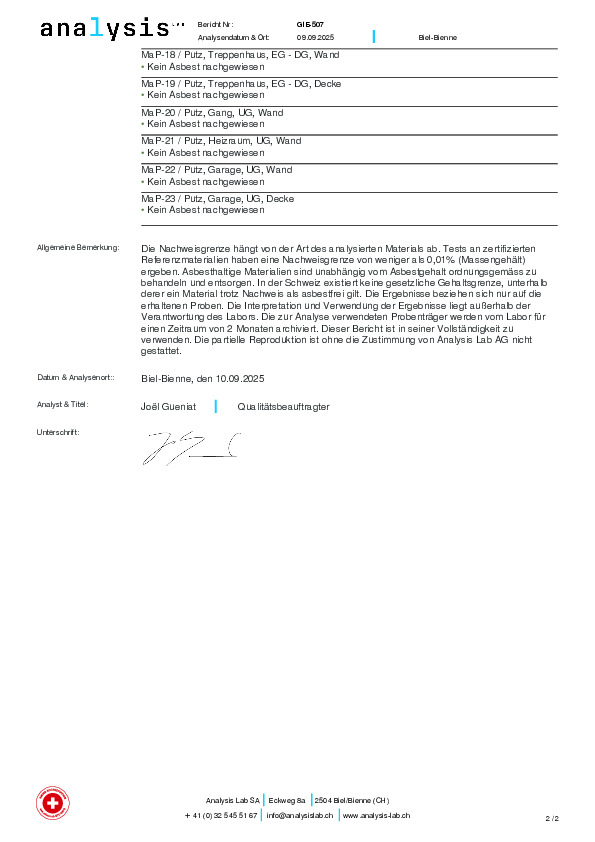 analysis LAB
Bericht Nr: GIE-507
Analysendatum & Ort: 09.09.2025 Biel-Bienne
MaP-18 / Putz, Treppenhaus, EG - DG, Wand
• Kein Asbest nachgewiesen
MaP-19 / Putz, Treppenhaus, EG - DG, Decke
• Kein Asbest nachgewiesen
MaP-20 / Putz, Gang, UG, Wand
• Kein Asbest nachgewiesen
MaP-21 / Putz, Heizraum, UG, Wand
• Kein Asbest nachgewiesen
MaP-22 / Putz, Garage, UG, Wand
• Kein Asbest nachgewiesen
MaP-23 / Putz, Garage, UG, Decke
• Kein Asbest nachgewiesen
Allgemeine Bemerkung:
Die Nachweisgrenze hängt von der Art des analysierten Materials ab. Tests an zertifizierten
Referenzmaterialien haben eine Nachweisgrenze von weniger als 0,01% (Massengehält)
ergeben. Asbesthaltige Materialien sind unabhängig vom Asbestgehalt ordnungsgemäss zu
behandeln und entsorgen. In der Schweiz existiert keine gesetzliche Gehaltsgrenze, unterhalb
derer ein Material trotz Nachweis als asbestfrei gilt. Die Ergebnisse beziehen sich nur auf die
erhaltenen Proben. Die Interpretation und Verwendung der Ergebnisse liegt außerhalb der
Verantwortung des Labors. Die zur Analyse verwendeten Probenträger werden vom Labor für
einen Zeitraum von 2 Monaten archiviert. Dieser Bericht ist in seiner Vollständigkeit zu
verwenden. Die partielle Reproduktion ist ohne die Zustimmung von Analysis Lab AG nicht
gestattet.
Datum & Analysenort:: Biel-Bienne, den 10.09.2025
Analyst & Titel: Joël Gueniat Qualitätsbeauftragter
Unterschrift:
Analysis Lab SA Eckweg 8a 2504 Biel/Bienne (CH)
+ 41 (0) 32 545 51 67 info@analysislab.ch www.analysis-lab.ch
2 / 2